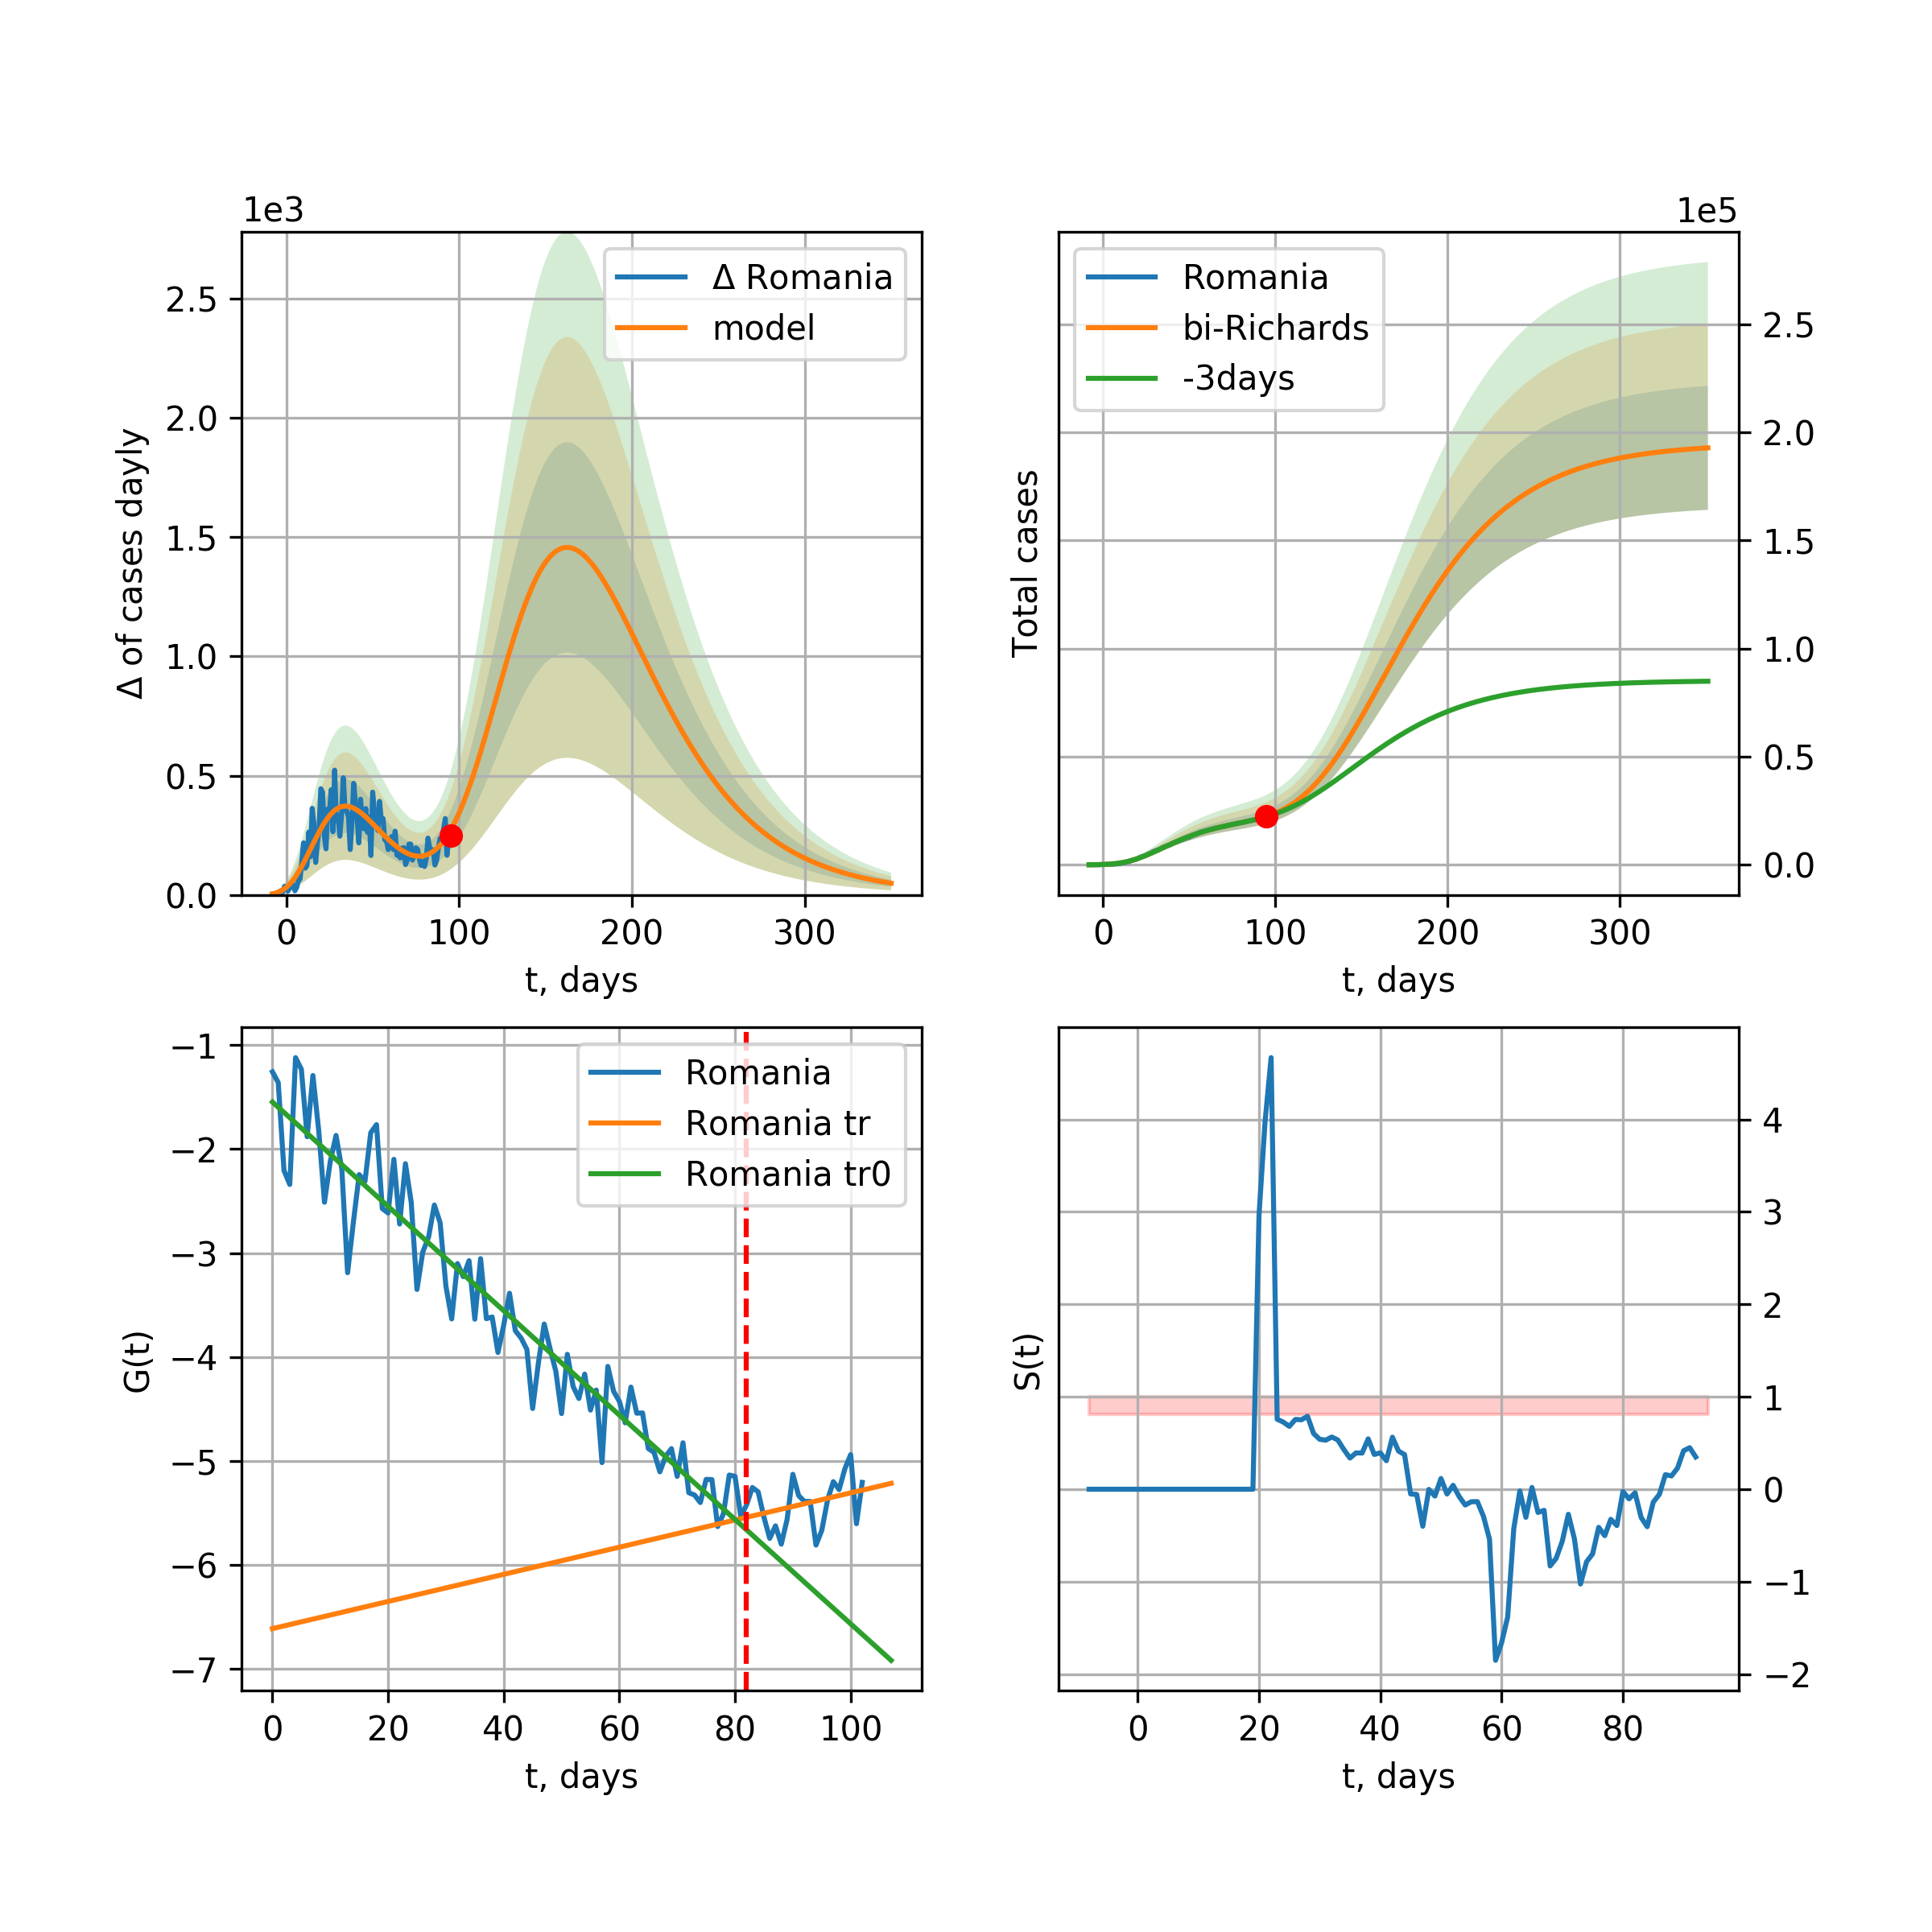 1e3
Δ of cases dayly
2.5
2.0
1.5
1.0
0.5
0.0
Δ Romania
model
0 100 200 300
t, days
1e5
Total cases
Romania
bi-Richards
-3days
2.5
2.0
1.5
1.0
0.5
0.0
0 100 200 300
t, days
G(t)
−1
−2
−3
−4
−5
−6
−7
Romania
Romania tr
Romania tr0
0 20 40 60 80 100
t, days
S(t)
4
3
2
1
0
−1
−2
0 20 40 60 80
t, days